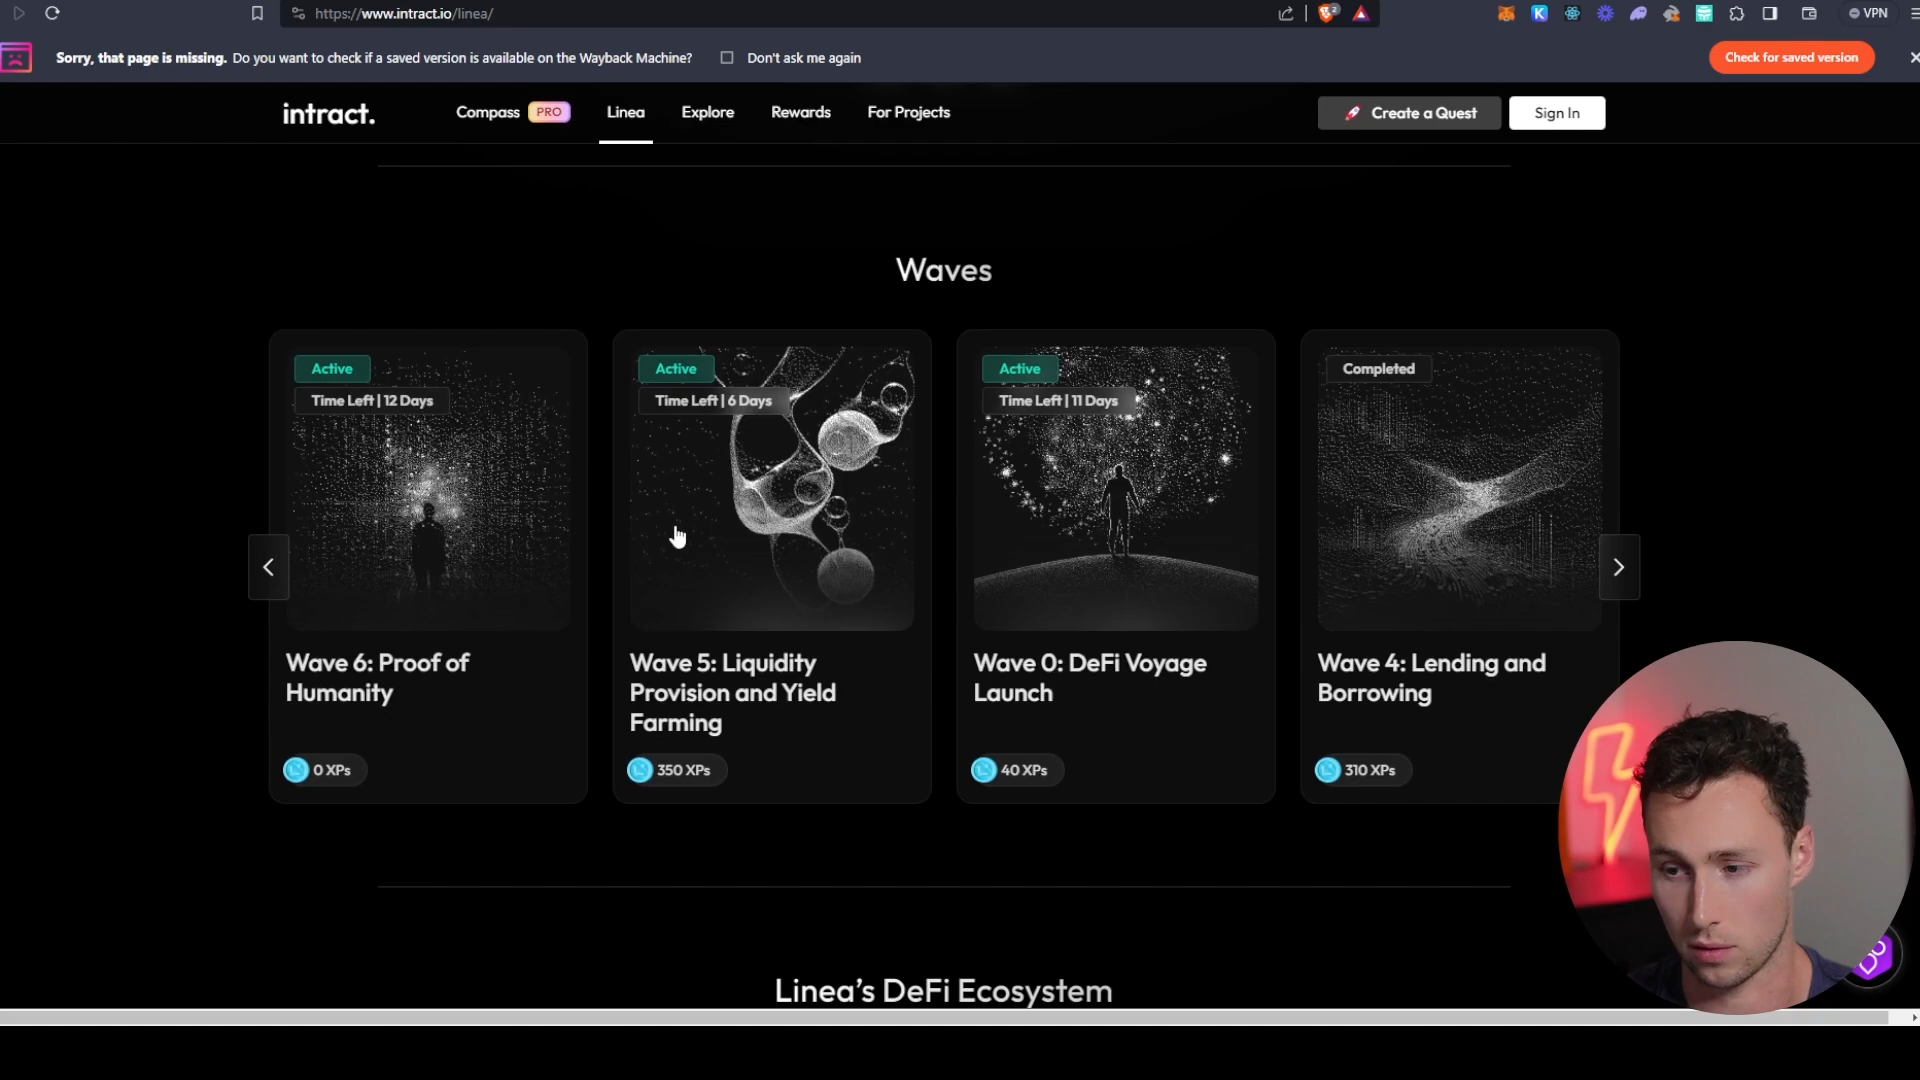 https://www.intract.io/linea/
2
K
VPN
Sorry, that page is missing. Do you want to check if a saved version is available on the Wayback Machine?
Don't ask me again
Check for saved version
intract.
Compass PRO Linea Explore Rewards For Projects
Create a Quest
Sign In
Waves
Active
Time Left | 12 Days
Wave 6: Proof of
Humanity
0 XPs
Active
Time Left | 6 Days
Wave 5: Liquidity
Provision and Yield
Farming
350 XPs
Active
Time Left | 11 Days
Wave 0: DeFi Voyage
Launch
40 XPs
Completed
Wave 4: Lending and
Borrowing
310 XPs
Linea’s DeFi Ecosystem